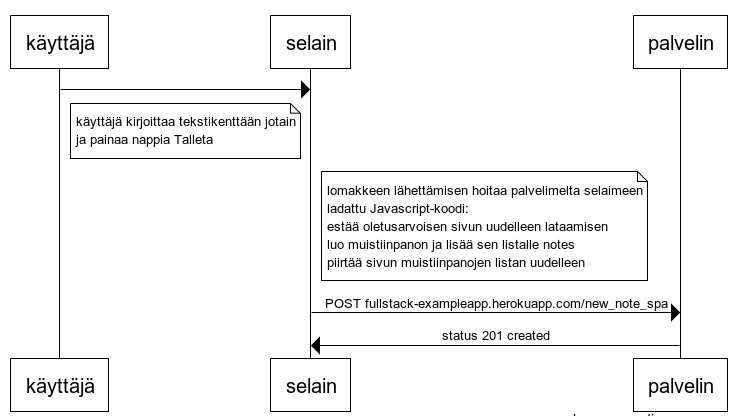 käyttäjä
selain
palvelin
käyttäjä kirjoittaa tekstikenttään jotain
ja painaa nappia Talleta
lomakkeen lähettämisen hoitaa palvelimelta selaimeen
ladattu Javascript-koodi:
estää oletusarvoisen sivun uudelleen lataamisen
luo muistiinpanon ja lisää sen listalle notes
piirtää sivun muistiinpanojen listan uudelleen
POST fullstack-exampleapp.herokuapp.com/new_note_spa
status 201 created
käyttäjä
selain
palvelin